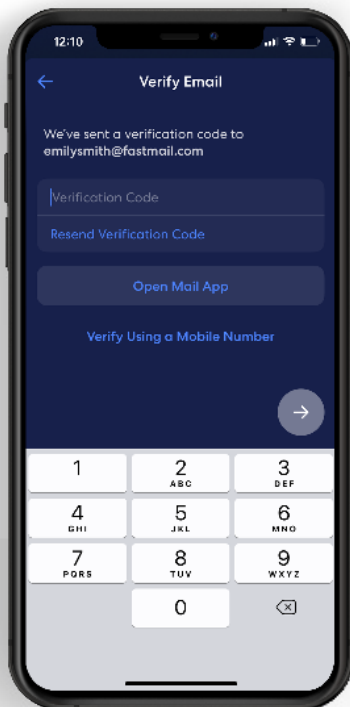 12:10
Verify Email
We've sent a verification code to
emilysmith@fastmail.com
Verification Code
Resend Verification Code
Open Mail App
Verify Using a Mobile Number
1
2
ABC
3
DEF
4
GHI
5
JKL
6
MNO
7
PQRS
8
TUV
9
WXYZ
0